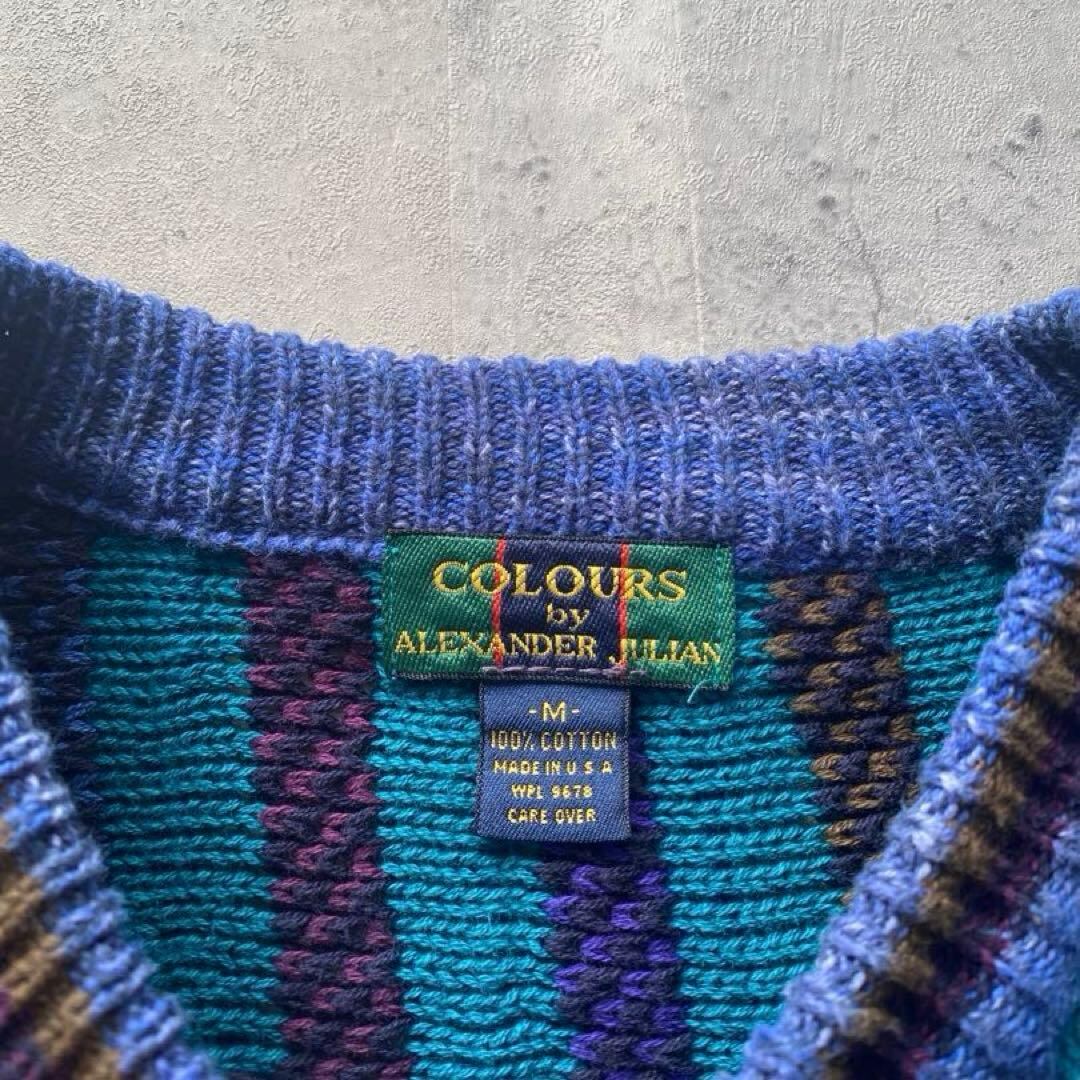 COLOURS
by
ALEXANDER JULIAN
-M-
100% COTTON
MADE IN U S A
WPL 9678
CARE OVER